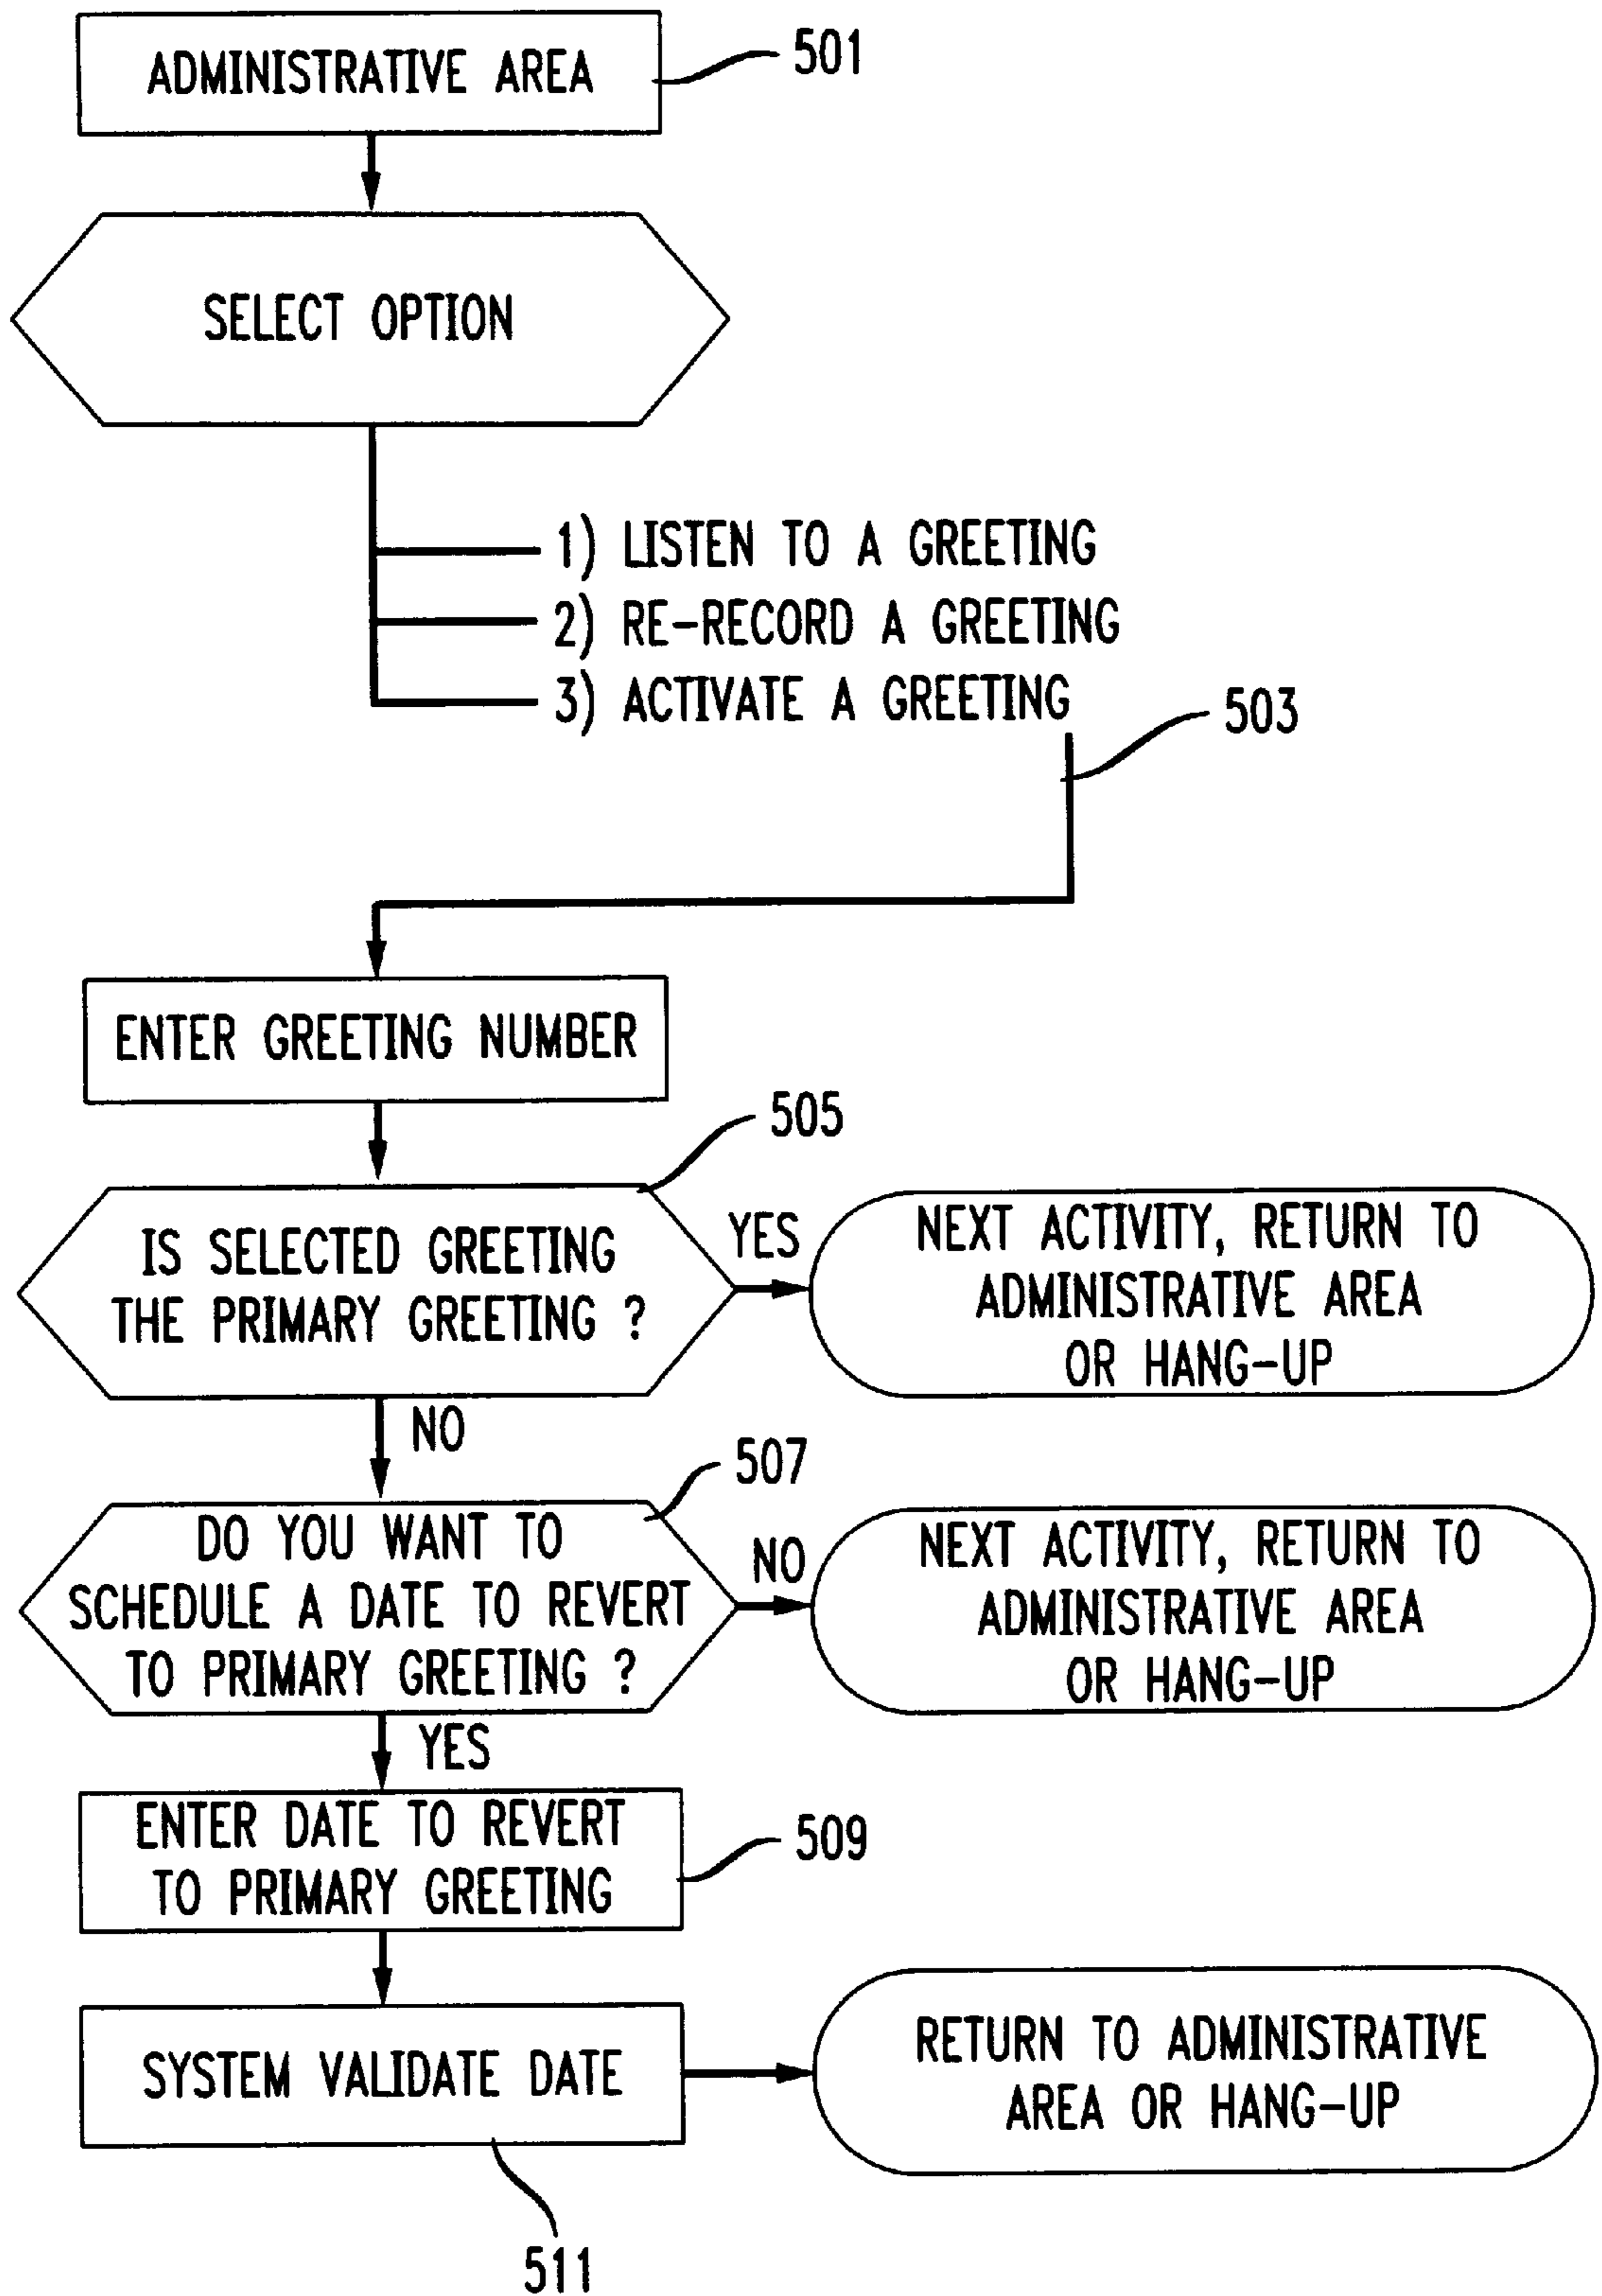 ADMINISTRATIVE AREA
501
SELECT OPTION
1) LISTEN TO A GREETING
2) RE-RECORD A GREETING
3) ACTIVATE A GREETING
503
ENTER GREETING NUMBER
505
IS SELECTED GREETING
THE PRIMARY GREETING ?
YES
NEXT ACTIVITY, RETURN TO
ADMINISTRATIVE AREA
OR HANG-UP
NO
507
DO YOU WANT TO
SCHEDULE A DATE TO REVERT
TO PRIMARY GREETING ?
NO
NEXT ACTIVITY, RETURN TO
ADMINISTRATIVE AREA
OR HANG-UP
YES
ENTER DATE TO REVERT
TO PRIMARY GREETING
509
SYSTEM VALIDATE DATE
RETURN TO ADMINISTRATIVE
AREA OR HANG-UP
511